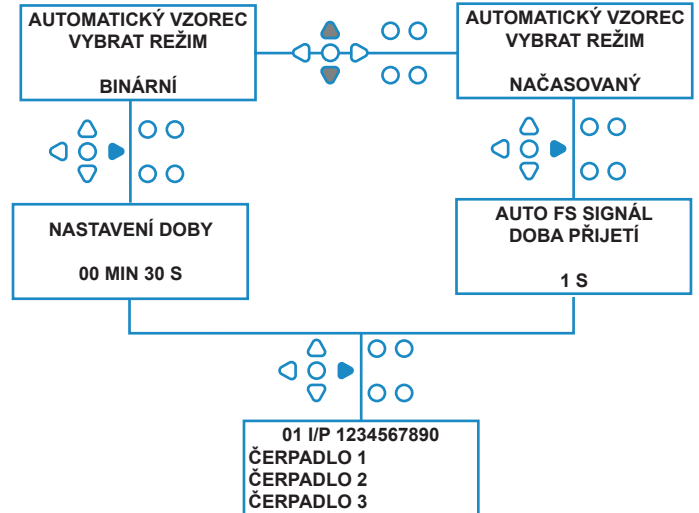 AUTOMATICKÝ VZOREC
VYBRAT REŽIM
BINÁRNÍ
AUTOMATICKÝ VZOREC
VYBRAT REŽIM
NAČASOVANÝ
NASTAVENÍ DOBY
00 MIN 30 S
AUTO FS SIGNÁL
DOBA PŘIJETÍ
1 S
01 I/P 1234567890
ČERPADLO 1
ČERPADLO 2
ČERPADLO 3